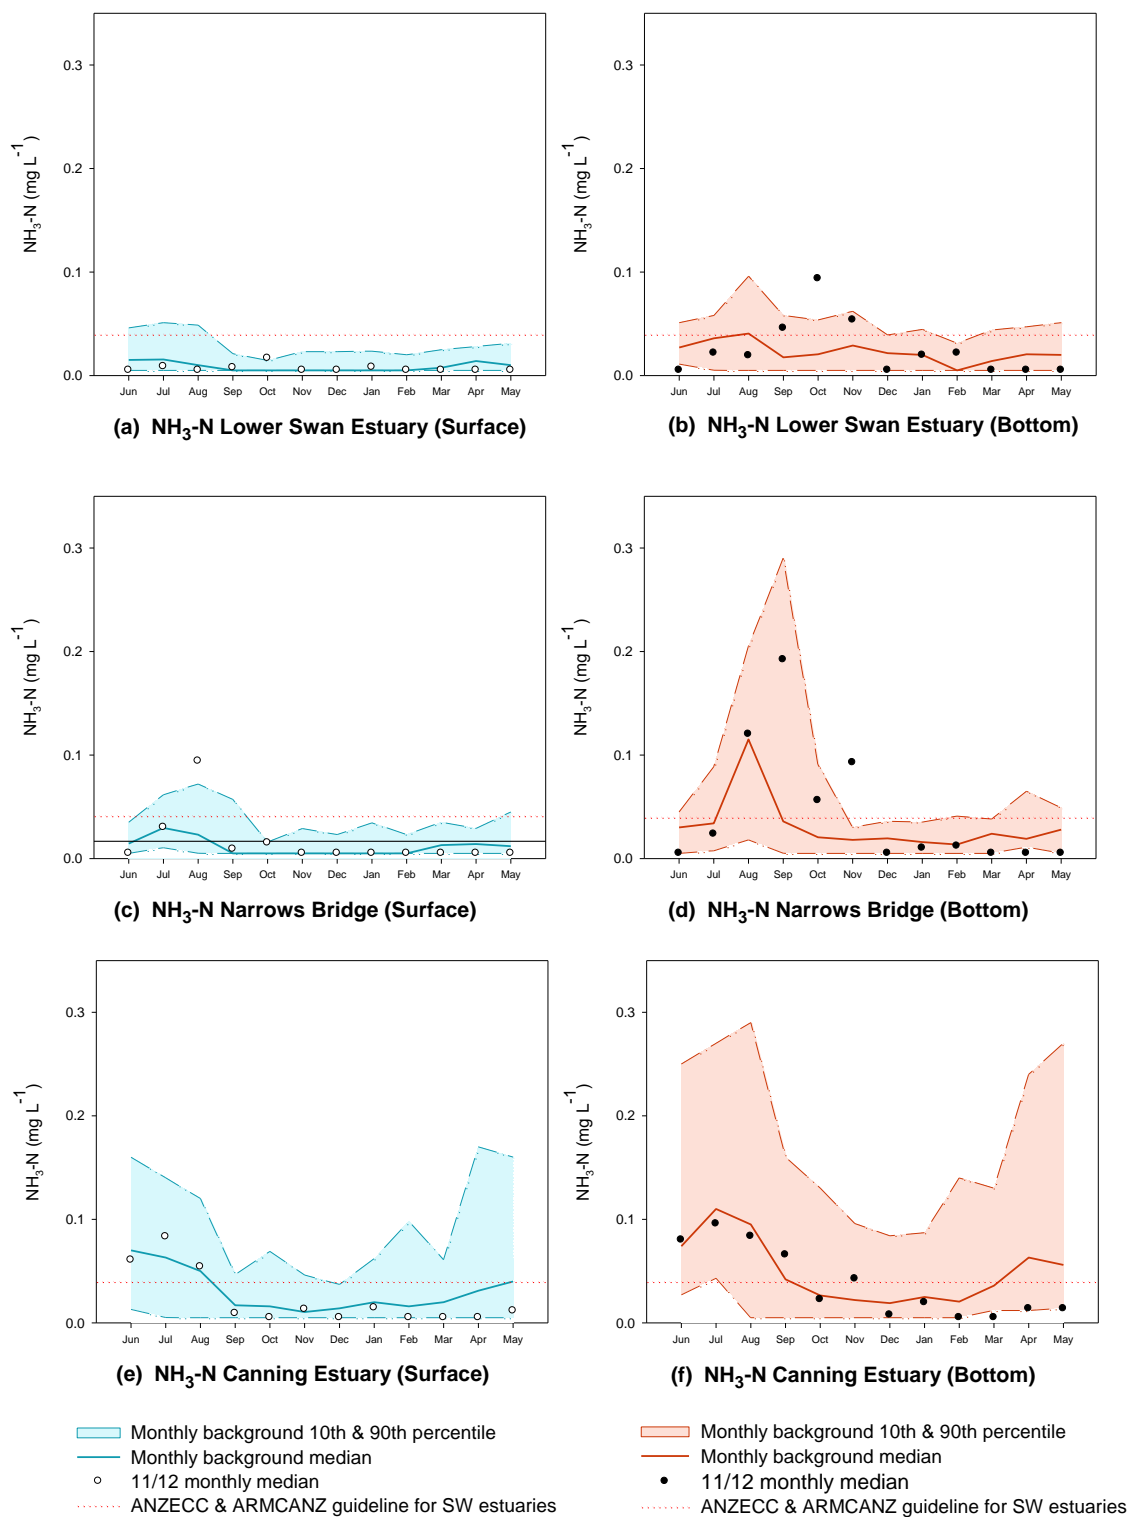 NH3-N (mg L-1)
0.3
0.2
0.1
0.0
Jun Jul Aug Sep Oct Nov Dec Jan Feb Mar Apr May
(a) NH3-N Lower Swan Estuary (Surface)
NH3-N (mg L-1)
0.3
0.2
0.1
0.0
Jun Jul Aug Sep Oct Nov Dec Jan Feb Mar Apr May
(b) NH3-N Lower Swan Estuary (Bottom)
NH3-N (mg L-1)
0.3
0.2
0.1
0.0
Jun Jul Aug Sep Oct Nov Dec Jan Feb Mar Apr May
(c) NH3-N Narrows Bridge (Surface)
NH3-N (mg L-1)
0.3
0.2
0.1
0.0
Jun Jul Aug Sep Oct Nov Dec Jan Feb Mar Apr May
(d) NH3-N Narrows Bridge (Bottom)
NH3-N (mg L-1)
0.3
0.2
0.1
0.0
Jun Jul Aug Sep Oct Nov Dec Jan Feb Mar Apr May
(e) NH3-N Canning Estuary (Surface)
NH3-N (mg L-1)
0.3
0.2
0.1
0.0
Jun Jul Aug Sep Oct Nov Dec Jan Feb Mar Apr May
(f) NH3-N Canning Estuary (Bottom)
Monthly background 10th & 90th percentile
Monthly background median
11/12 monthly median
ANZECC & ARMCANZ guideline for SW estuaries
Monthly background 10th & 90th percentile
Monthly background median
11/12 monthly median
ANZECC & ARMCANZ guideline for SW estuaries